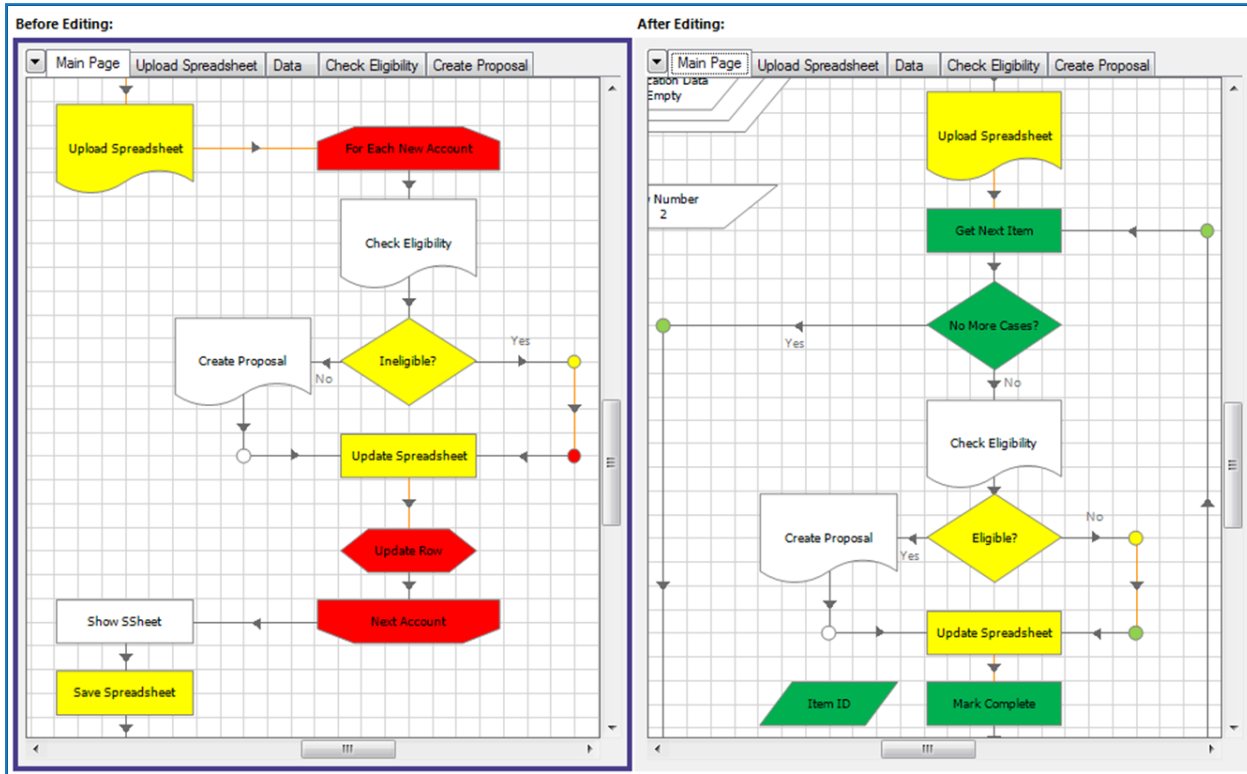 Before Editing:
Main Page Upload Spreadsheet Data Check Eligibility Create Proposal
Upload Spreadsheet
For Each New Account
Check Eligibility
Create Proposal
No
Ineligible?
Yes
Update Spreadsheet
Update Row
Show SSheet
Next Account
Save Spreadsheet
After Editing:
Main Page Upload Spreadsheet Data Check Eligibility Create Proposal
Data
Empty
Upload Spreadsheet
Number
2
Get Next Item
No More Cases?
Yes
No
Check Eligibility
Create Proposal
Yes
Eligible?
No
Update Spreadsheet
Item ID
Mark Complete